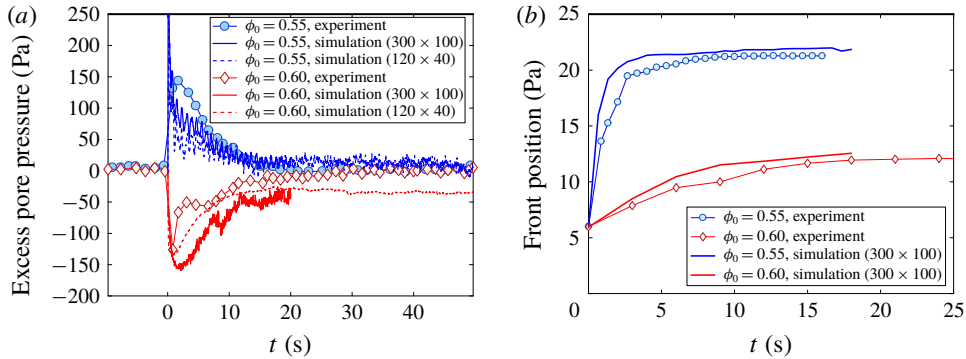 (a)
Excess pore pressure (Pa)
250
200
150
100
50
0
−50
−100
−150
−200
ϕ0 = 0.55, experiment
ϕ0 = 0.55, simulation (300 × 100)
ϕ0 = 0.55, simulation (120 × 40)
ϕ0 = 0.60, experiment
ϕ0 = 0.60, simulation (300 × 100)
ϕ0 = 0.60, simulation (120 × 40)
0 10 20 30 40
t (s)
(b)
Front position (Pa)
25
20
15
10
5
0
ϕ0 = 0.55, experiment
ϕ0 = 0.60, experiment
ϕ0 = 0.55, simulation (300 × 100)
ϕ0 = 0.60, simulation (300 × 100)
0 5 10 15 20 25
t (s)